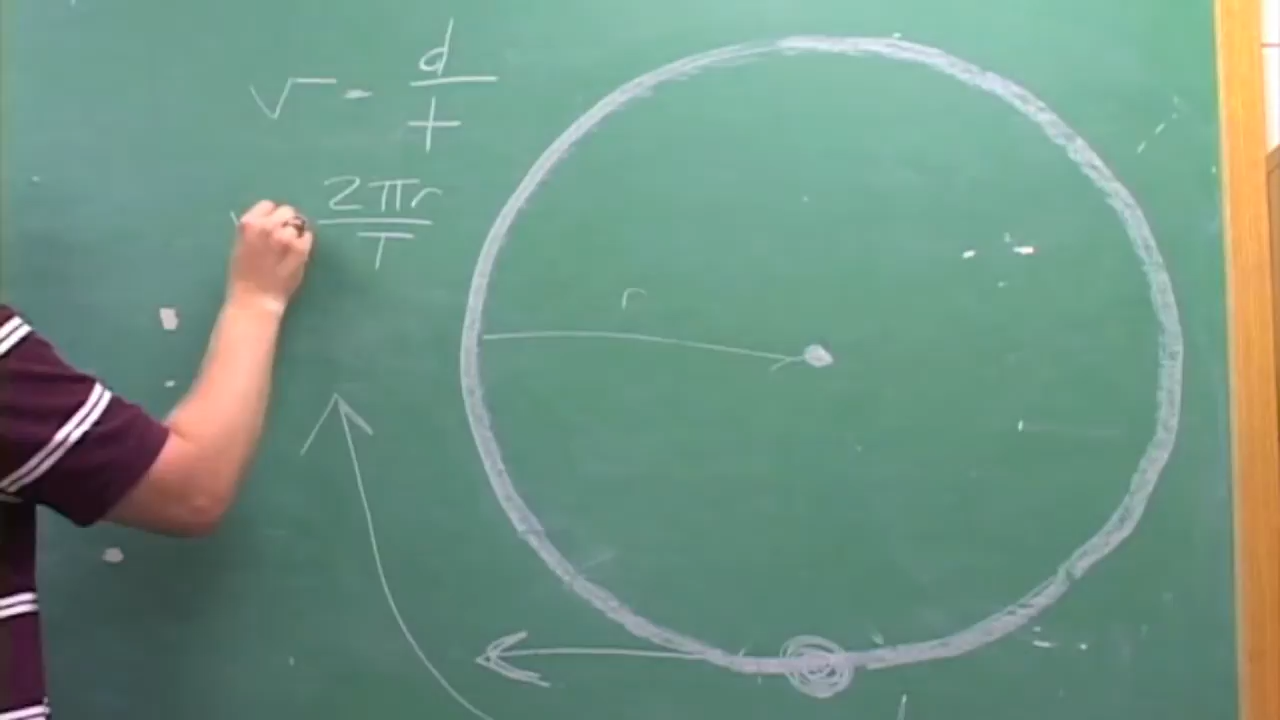 v = d/t
v = 2πr/T
r